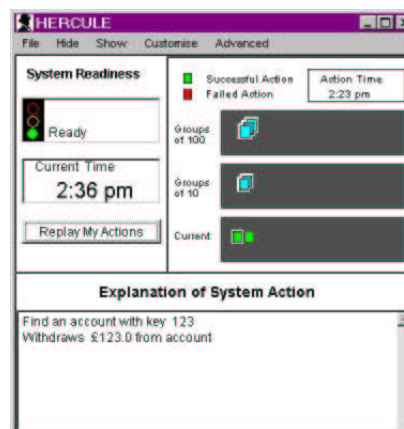 HERCULE
File Hide Show Customise Advanced
System Readiness
Ready
Current Time
2:36 pm
Replay My Actions
Successful Action
Failed Action
Action Time
2:23 pm
Groups
of 100
Groups
of 10
Current
Explanation of System Action
Find an account with key 123
Withdraws £123.0 from account